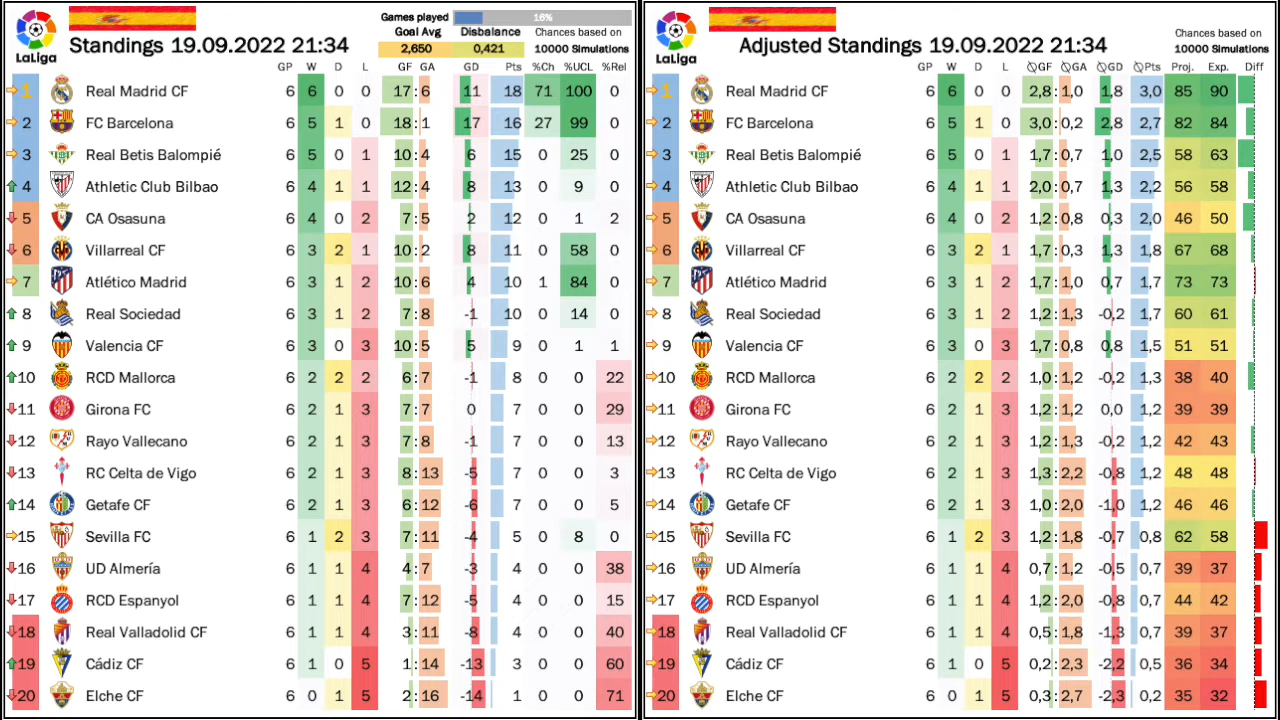 LaLiga
Standings 19.09.2022 21:34
Games played 16%
Goal Avg Disbalance Chances based on
2,650 0,421 10000 Simulations
GP W D L GF GA GD Pts %Ch %UCL %Rel
1 Real Madrid CF 6 6 0 0 17:6 11 18 71 100 0
2 FC Barcelona 6 5 1 0 18:1 17 16 27 99 0
3 Real Betis Balompié 6 5 0 1 10:4 6 15 0 25 0
4 Athletic Club Bilbao 6 4 1 1 12:4 8 13 0 9 0
5 CA Osasuna 6 4 0 2 7:5 2 12 0 1 2
6 Villarreal CF 6 3 2 1 10:2 8 11 0 58 0
7 Atlético Madrid 6 3 1 2 10:6 4 10 1 84 0
8 Real Sociedad 6 3 1 2 7:8 -1 10 0 14 0
9 Valencia CF 6 3 0 3 10:5 5 9 0 1 1
10 RCD Mallorca 6 2 2 2 6:7 -1 8 0 0 22
11 Girona FC 6 2 1 3 7:7 0 7 0 0 29
12 Rayo Vallecano 6 2 1 3 7:8 -1 7 0 0 13
13 RC Celta de Vigo 6 2 1 3 8:13 -5 7 0 0 3
14 Getafe CF 6 2 1 3 6:12 -6 7 0 0 5
15 Sevilla FC 6 1 2 3 7:11 -4 5 0 8 0
16 UD Almería 6 1 1 4 4:7 -3 4 0 0 38
17 RCD Espanyol 6 1 1 4 7:12 -5 4 0 0 15
18 Real Valladolid CF 6 1 1 4 3:11 -8 4 0 0 40
19 Cádiz CF 6 1 0 5 1:14 -13 3 0 0 60
20 Elche CF 6 0 1 5 2:16 -14 1 0 0 71
LaLiga
Adjusted Standings 19.09.2022 21:34
Chances based on
10000 Simulations
GP W D L ∅GF ∅GA ∅GD ∅Pts Proj. Exp. Diff
1 Real Madrid CF 6 6 0 0 2,8:1,0 1,8 3,0 85 90
2 FC Barcelona 6 5 1 0 3,0:0,2 2,8 2,7 82 84
3 Real Betis Balompié 6 5 0 1 1,7:0,7 1,0 2,5 58 63
4 Athletic Club Bilbao 6 4 1 1 2,0:0,7 1,3 2,2 56 58
5 CA Osasuna 6 4 0 2 1,2:0,8 0,3 2,0 46 50
6 Villarreal CF 6 3 2 1 1,7:0,3 1,3 1,8 67 68
7 Atlético Madrid 6 3 1 2 1,7:1,0 0,7 1,7 73 73
8 Real Sociedad 6 3 1 2 1,2:1,3 -0,2 1,7 60 61
9 Valencia CF 6 3 0 3 1,7:0,8 0,8 1,5 51 51
10 RCD Mallorca 6 2 2 2 1,0:1,2 -0,2 1,3 38 40
11 Girona FC 6 2 1 3 1,2:1,2 0,0 1,2 39 39
12 Rayo Vallecano 6 2 1 3 1,2:1,3 -0,2 1,2 42 43
13 RC Celta de Vigo 6 2 1 3 1,3:2,2 -0,8 1,2 48 48
14 Getafe CF 6 2 1 3 1,0:2,0 -1,0 1,2 46 46
15 Sevilla FC 6 1 2 3 1,2:1,8 -0,7 0,8 62 58
16 UD Almería 6 1 1 4 0,7:1,2 -0,5 0,7 39 37
17 RCD Espanyol 6 1 1 4 1,2:2,0 -0,8 0,7 44 42
18 Real Valladolid CF 6 1 1 4 0,5:1,8 -1,3 0,7 39 37
19 Cádiz CF 6 1 0 5 0,2:2,3 -2,2 0,5 36 34
20 Elche CF 6 0 1 5 0,3:2,7 -2,3 0,2 35 32